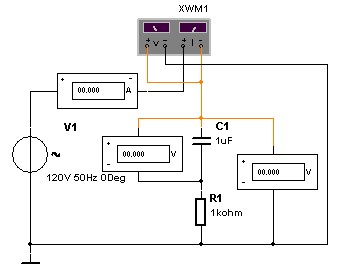 XWM1
+ V - + I -
+ 00.000 A -
V1
C1
1uF
+ 00.000 V -
+ 00.000 V -
120V 50Hz 0Deg
R1
1kohm